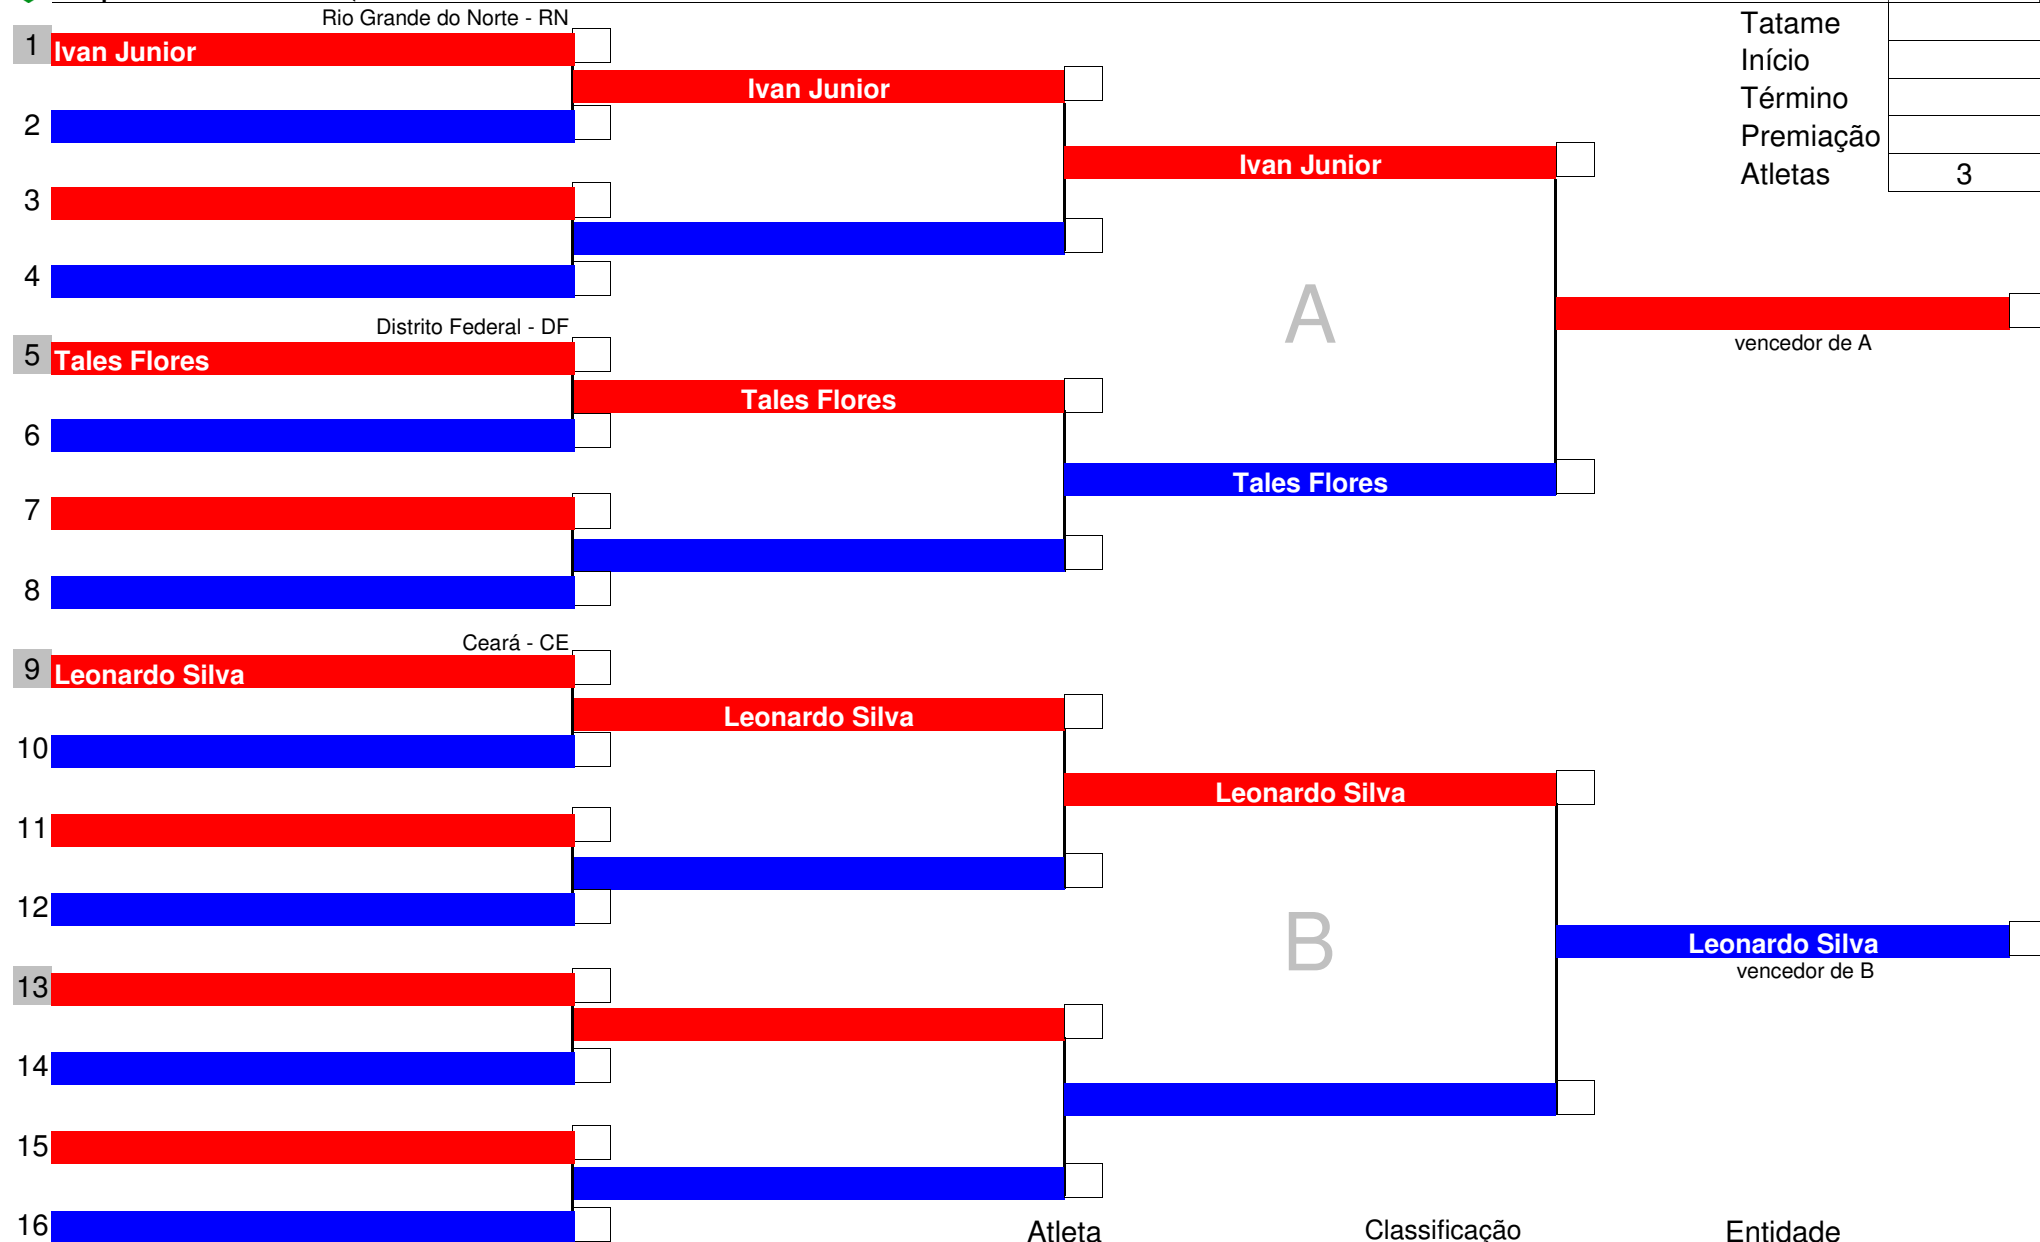 Rio Grande do Norte - RN
Tatame
1 Ivan Junior
Início
Ivan Junior
Término
2
Premiação
Ivan Junior
Atletas 3
3
4
A
Distrito Federal - DF
vencedor de A
5 Tales Flores
Tales Flores
6
Tales Flores
7
8
Ceará - CE
9 Leonardo Silva
Leonardo Silva
10
Leonardo Silva
11
12
B
Leonardo Silva
vencedor de B
13
14
15
16
Atleta Classificação Entidade